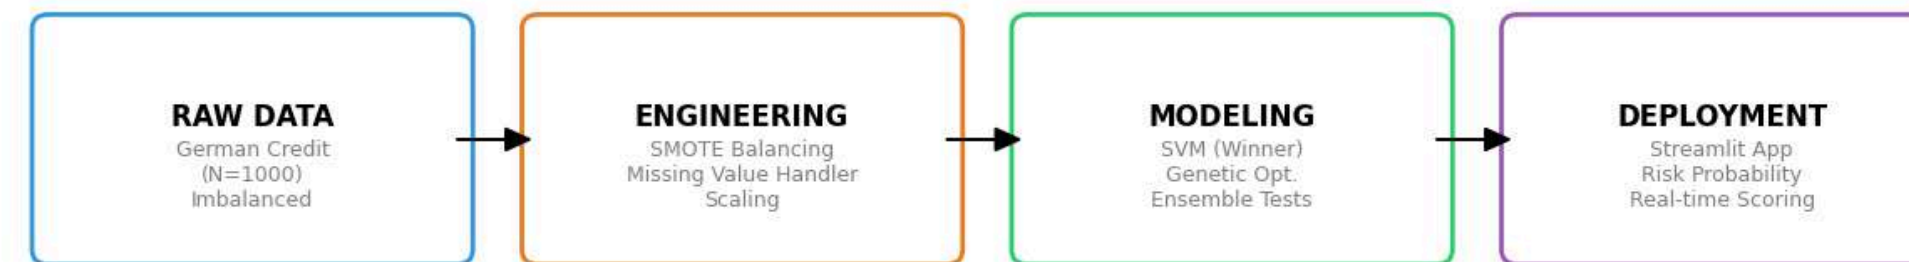 RAW DATA
German Credit
(N=1000)
Imbalanced
ENGINEERING
SMOTE Balancing
Missing Value Handler
Scaling
MODELING
SVM (Winner)
Genetic Opt.
Ensemble Tests
DEPLOYMENT
Streamlit App
Risk Probability
Real-time Scoring